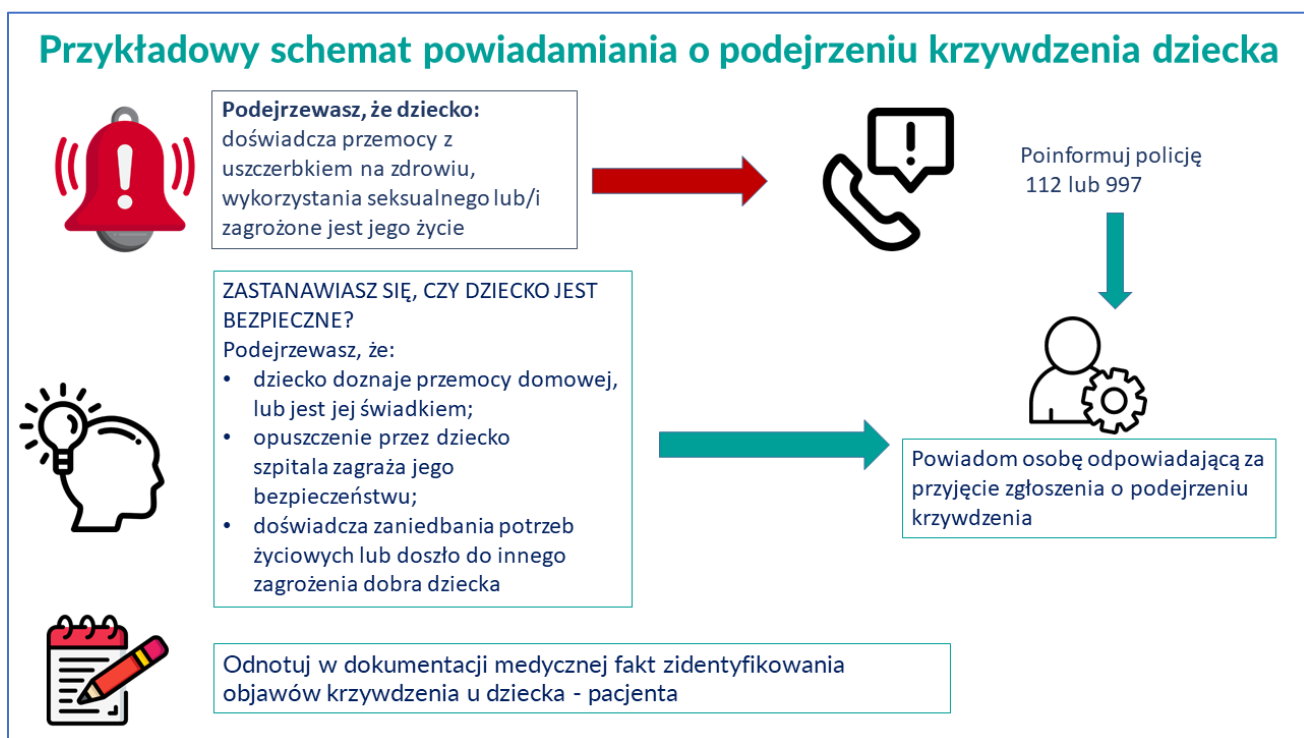 Przykładowy schemat powiadamiania o podejrzeniu krzywdzenia dziecka
Podejrzewasz, że dziecko:
doświadcza przemocy z
uszczerbkiem na zdrowiu,
wykorzystania seksualnego lub/i
zagrożone jest jego życie
Poinformuj policję
112 lub 997
ZASTANAWIASZ SIĘ, CZY DZIECKO JEST
BEZPIECZNE?
Podejrzewasz, że:
• dziecko doznaje przemocy domowej,
lub jest jej świadkiem;
• opuszczenie przez dziecko
szpitala zagraża jego
bezpieczeństwu;
• doświadcza zaniedbania potrzeb
życiowych lub doszło do innego
zagrożenia dobra dziecka
Powiadom osobę odpowiadającą za
przyjęcie zgłoszenia o podejrzeniu
krzywdzenia
Odnotuj w dokumentacji medycznej fakt zidentyfikowania
objawów krzywdzenia u dziecka - pacjenta